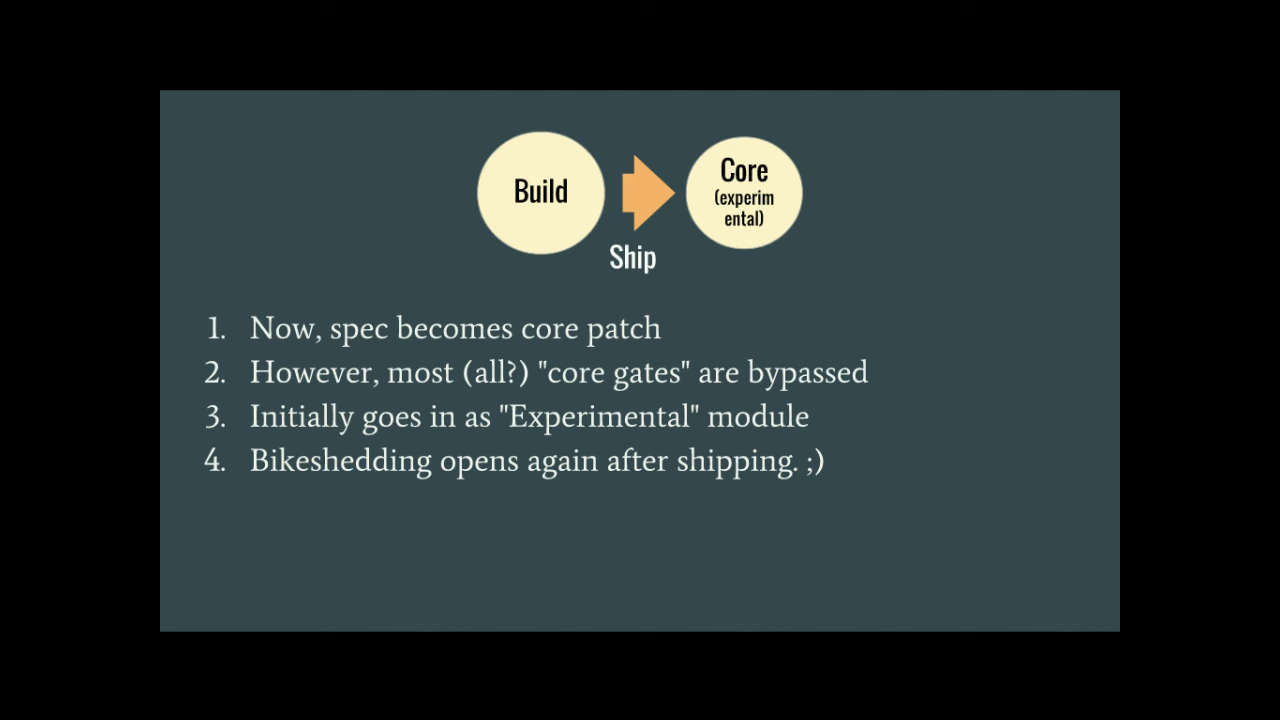 Build
Core
(experim
ental)
Ship
1. Now, spec becomes core patch
2. However, most (all?) "core gates" are bypassed
3. Initially goes in as "Experimental" module
4. Bikeshedding opens again after shipping. ;)